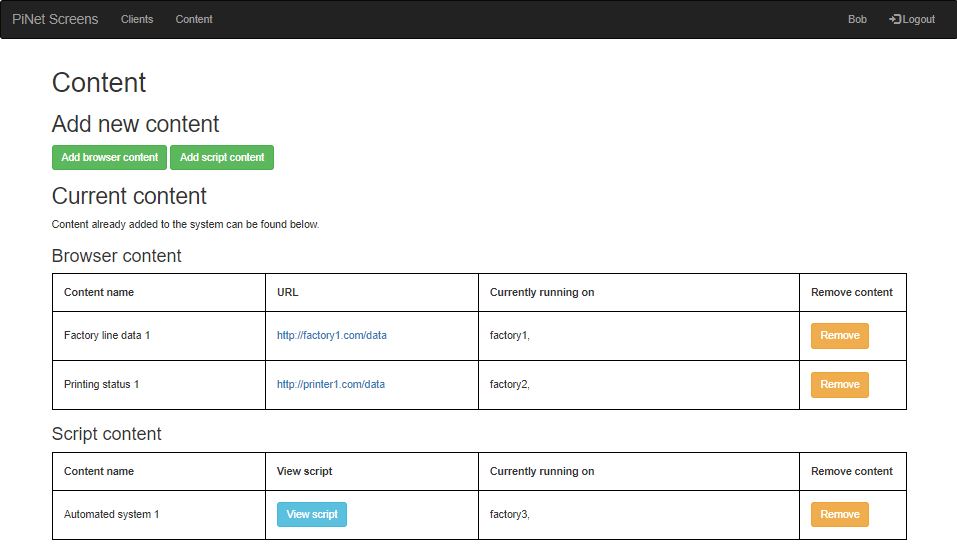 PiNet Screens Clients Content Bob Logout
Content
Add new content
Add browser content Add script content
Current content
Content already added to the system can be found below.
Browser content
Content name URL Currently running on Remove content
Factory line data 1 http://factory1.com/data factory1, Remove
Printing status 1 http://printer1.com/data factory2, Remove
Script content
Content name View script Currently running on Remove content
Automated system 1 View script factory3, Remove